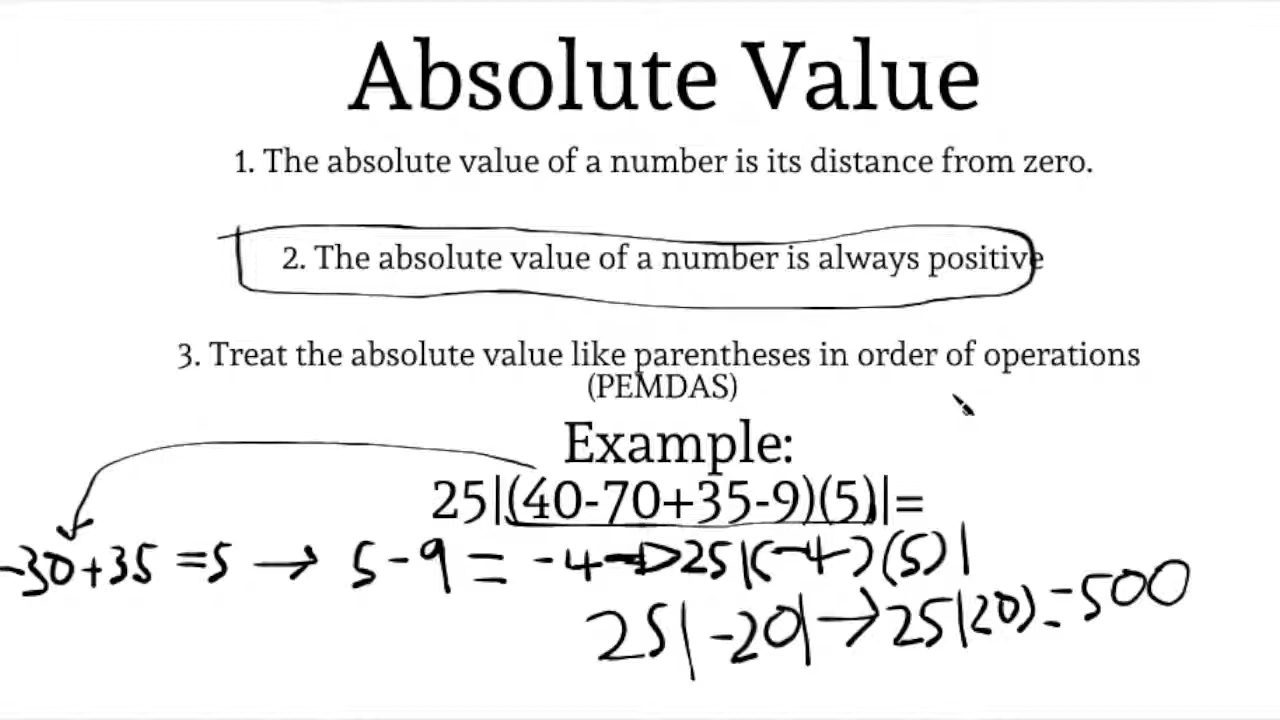 Absolute Value
1. The absolute value of a number is its distance from zero.
2. The absolute value of a number is always positive
3. Treat the absolute value like parentheses in order of operations
(PEMDAS)
Example:
25|(40-70+35-9)(5)|=
-30+35 =5 → 5-9 = -4 → 25|(-4)(5)|
25|-20| → 25|20) = 500